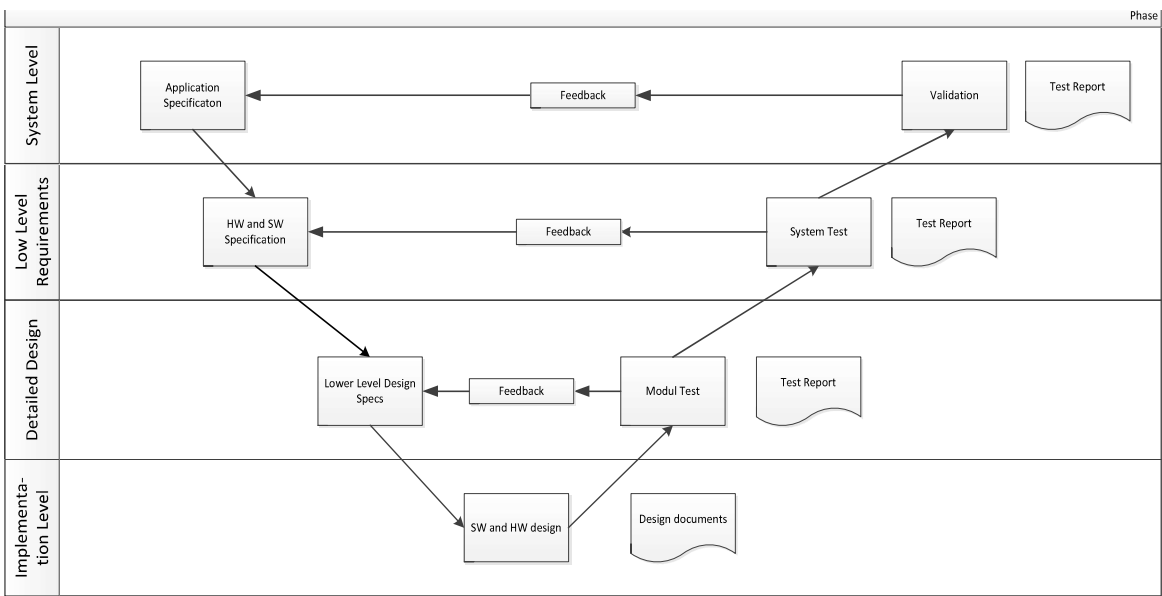 Phase
System Level
Application
Specificaton
Feedback
Validation
Test Report
Low Level
Requirements
HW and SW
Specification
Feedback
System Test
Test Report
Detailed Design
Lower Level Design
Specs
Feedback
Modul Test
Test Report
Implementa-
tion Level
SW and HW design
Design documents